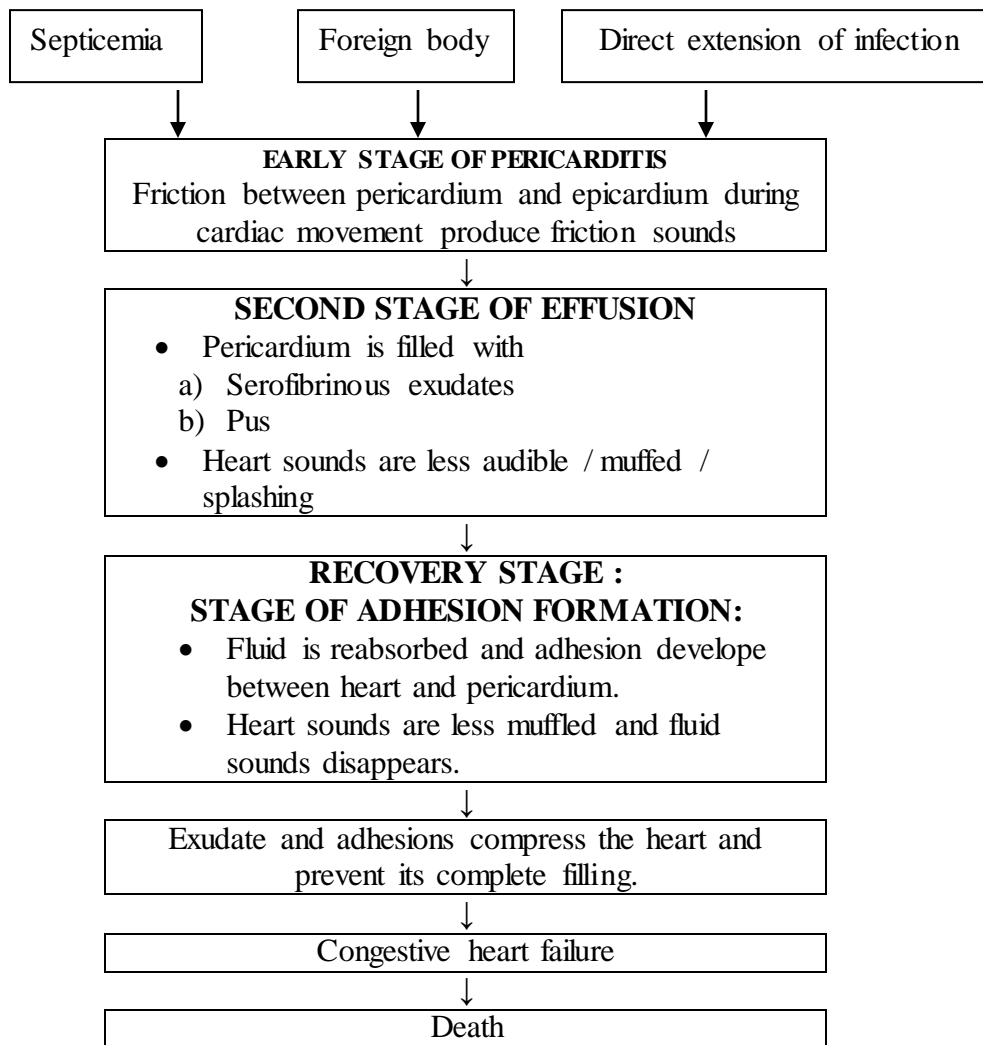 Septicemia
Foreign body
Direct extension of infection
EARLY STAGE OF PERICARDITIS
Friction between pericardium and epicardium during
cardiac movement produce friction sounds
↓
SECOND STAGE OF EFFUSION
• Pericardium is filled with
a) Serofibrinous exudates
b) Pus
• Heart sounds are less audible / muffed /
splashing
↓
RECOVERY STAGE :
STAGE OF ADHESION FORMATION:
• Fluid is reabsorbed and adhesion develope
between heart and pericardium.
• Heart sounds are less muffled and fluid
sounds disappears.
↓
Exudate and adhesions compress the heart and
prevent its complete filling.
↓
Congestive heart failure
↓
Death